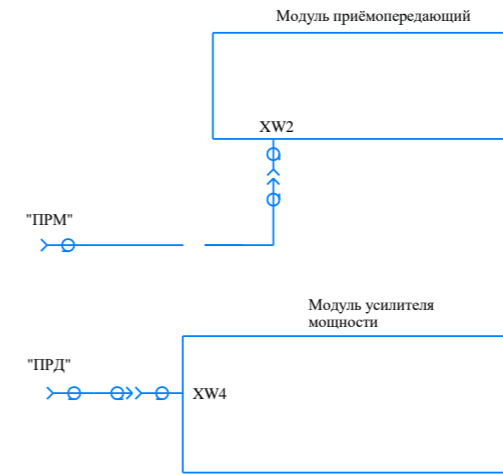 Модуль приёмопередающий
XW2
"ПРМ"
Модуль усилителя
мощности
"ПРД"
XW4